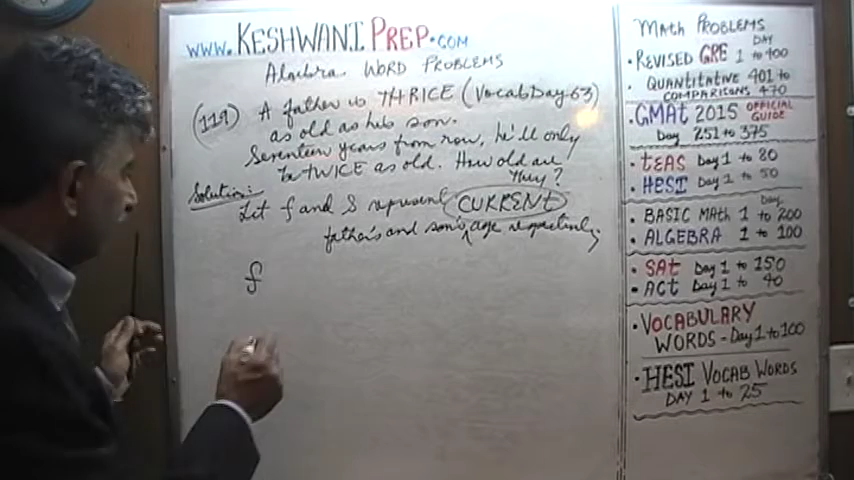 www.KESHWANI PREP.COM
Algebra WORD PROBLEMS
(119) A father is THRICE (Vocab Day-63)
as old as his son.
Seventeen years from now, he'll only
be TWICE as old. How old are
they?
Solution:-
Let f and S represent CURRENT
father's and son's age respectively.
f
Math PROBLEMS
DAY
• REVISED GRE 1 to 400
• QUANTITATIVE 401 to
COMPARISONS 470
• GMAt 2015 OFFICIAL
GUIDE
Day 251 to 375
• tEAS Day 1 to 80
• HESI Day 1 to 50
Day
• BASIC MAth 1 to 200
• ALGEBRA 1 to 100
• SAt Day 1 to 150
• ACt Day 1 to 40
• VOCABULARY
WORDS - Day 1 to 100
• HESI VOCAB WORDS
DAY 1 to 25